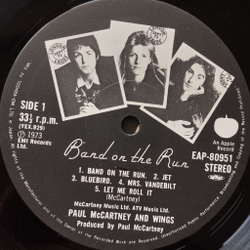 SIDE 1
33⅓ r.p.m.
(TEX.929)
℗ 1973
EMI Records
Ltd.
An Apple
Record
Band on the Run
EAP-80951
STEREO
1. BAND ON THE RUN. 2. JET
3. BLUEBIRD. 4. MRS. VANDEBILT
5. LET ME ROLL IT
(McCartney)
McCartney Music Ltd. ATV Music Ltd.
PAUL McCARTNEY AND WINGS
Produced by Paul McCartney